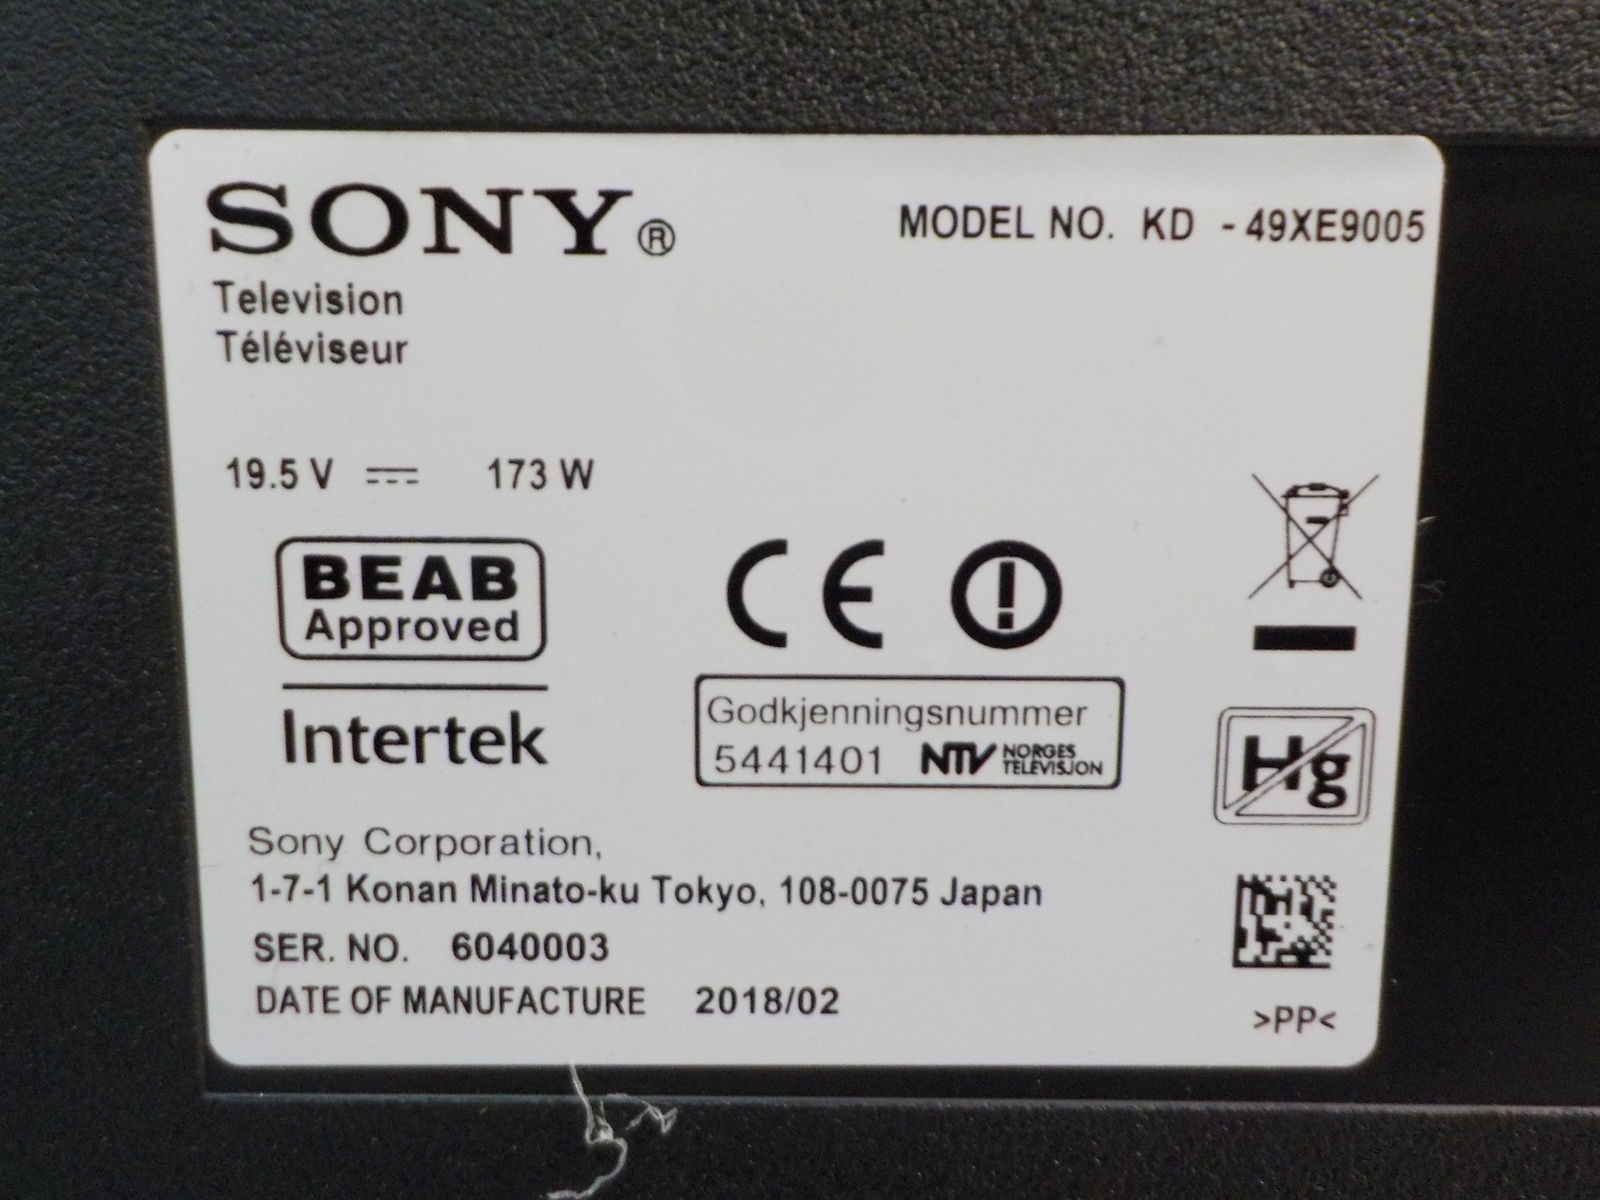 SONY®
MODEL NO. KD - 49XE9005
Television
Téléviseur
19.5 V ⎓ 173 W
BEAB
Approved
Intertek
CE
Godkjenningsnummer
5441401 NTV NORGES
TELEVISJON
Hg
Sony Corporation,
1-7-1 Konan Minato-ku Tokyo, 108-0075 Japan
SER. NO. 6040003
DATE OF MANUFACTURE 2018/02
>PP<